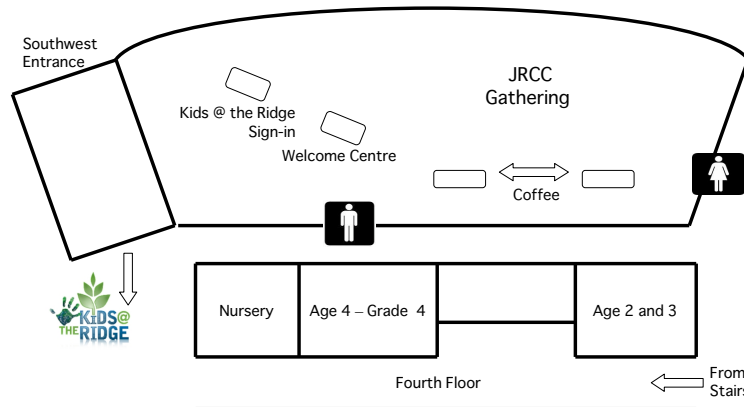 Southwest
Entrance
JRCC
Gathering
Kids @ the Ridge
Sign-in
Welcome Centre
Coffee
KiDS@
THE RIDGE
Nursery
Age 4 – Grade 4
Age 2 and 3
Fourth Floor
From
Stairs